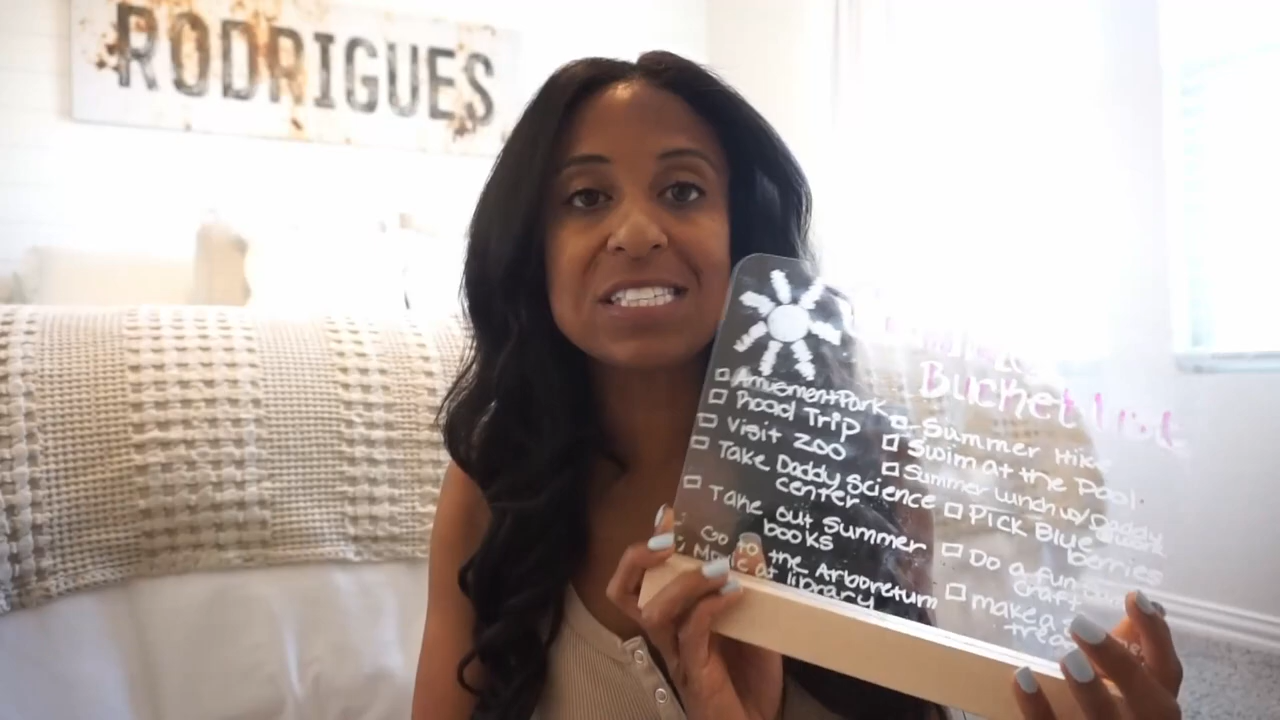 RODRIGUES
Bucket List
Amusement Park
Road Trip
Visit Zoo
Take Daddy science
center
Take out Summer
books
Go to the Arboretum
Movie at library
Summer Hike
Swim at the Pool
Summer Lunch w/ Daddy
Pick Blue
berries
Do a fun
craft
make a